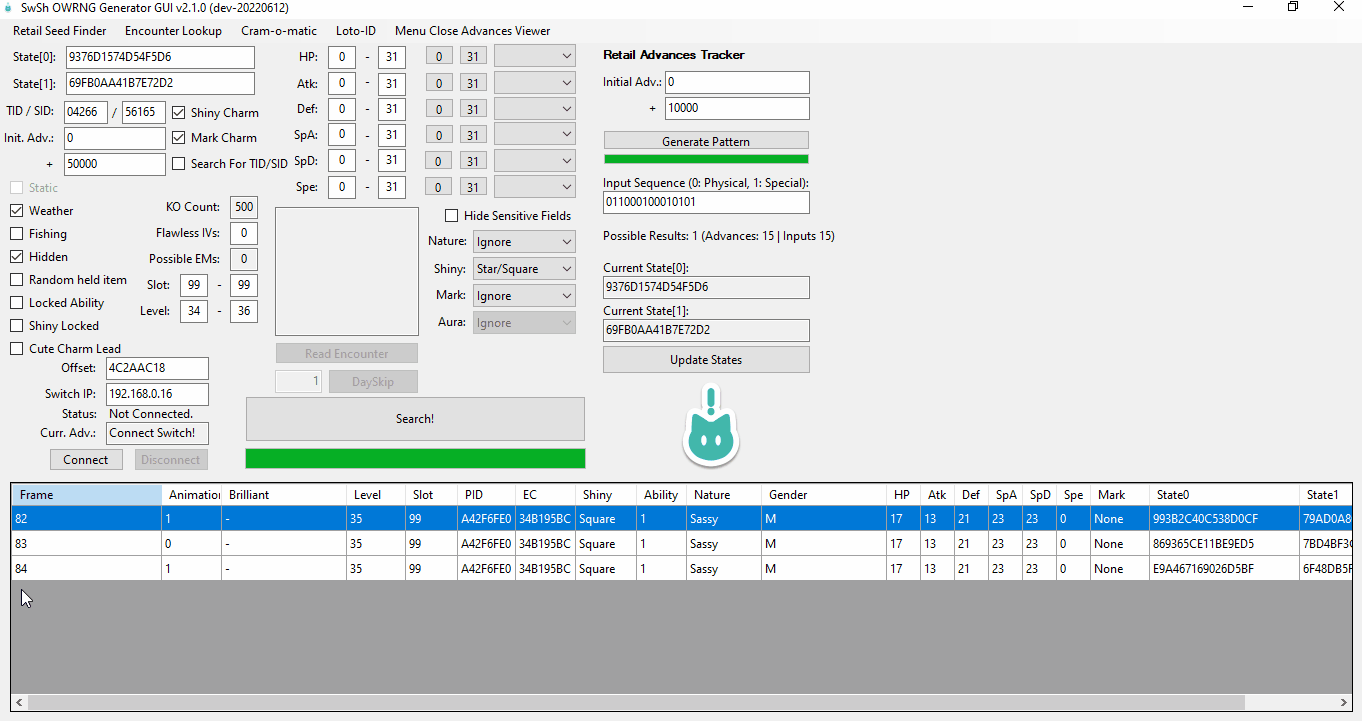 SwSh OWRNG Generator GUI v2.1.0 (dev-20220612)
Retail Seed Finder Encounter Lookup Cram-o-matic Loto-ID Menu Close Advances Viewer
State[0]: 9376D1574D54F5D6
State[1]: 69FB0AA41B7E72D2
TID / SID: 04266 / 56165 Shiny Charm
Init. Adv.: 0 Mark Charm
+ 50000 Search For TID/SID
Static
Weather
Fishing
Hidden
Random held item
Locked Ability
Shiny Locked
Cute Charm Lead
KO Count: 500
Flawless IVs: 0
Possible EMs: 0
Slot: 99 - 99
Level: 34 - 36
Offset: 4C2AAC18
Switch IP: 192.168.0.16
Status: Not Connected.
Curr. Adv.: Connect Switch!
Connect Disconnect
HP: 0 - 31 0 31
Atk: 0 - 31 0 31
Def: 0 - 31 0 31
SpA: 0 - 31 0 31
SpD: 0 - 31 0 31
Spe: 0 - 31 0 31
Hide Sensitive Fields
Nature: Ignore
Shiny: Star/Square
Mark: Ignore
Aura: Ignore
Read Encounter
1 DaySkip
Search!
Retail Advances Tracker
Initial Adv.: 0
+ 10000
Generate Pattern
Input Sequence (0: Physical, 1: Special):
011000100010101
Possible Results: 1 (Advances: 15 | Inputs 15)
Current State[0]:
9376D1574D54F5D6
Current State[1]:
69FB0AA41B7E72D2
Update States
Frame Animation Brilliant Level Slot PID EC Shiny Ability Nature Gender HP Atk Def SpA SpD Spe Mark State0 State1
82 1 - 35 99 A42F6FE0 34B195BC Square 1 Sassy M 17 13 21 23 23 0 None 993B2C40C538D0CF 79AD0A8
83 0 - 35 99 A42F6FE0 34B195BC Square 1 Sassy M 17 13 21 23 23 0 None 869365CE11BE9ED5 7BD4BF3
84 1 - 35 99 A42F6FE0 34B195BC Square 1 Sassy M 17 13 21 23 23 0 None E9A467169026D5BF 6F48DB5F